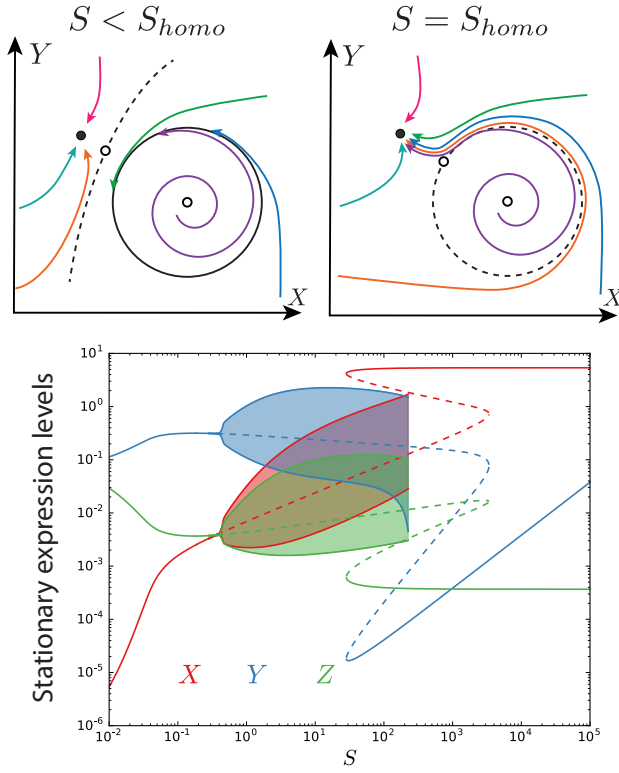 S < S_homo
S = S_homo
Y
X
Y
X
Stationary expression levels
10^1
10^0
10^-1
10^-2
10^-3
10^-4
10^-5
10^-6
X Y Z
10^-2 10^-1 10^0 10^1 10^2 10^3 10^4 10^5
S